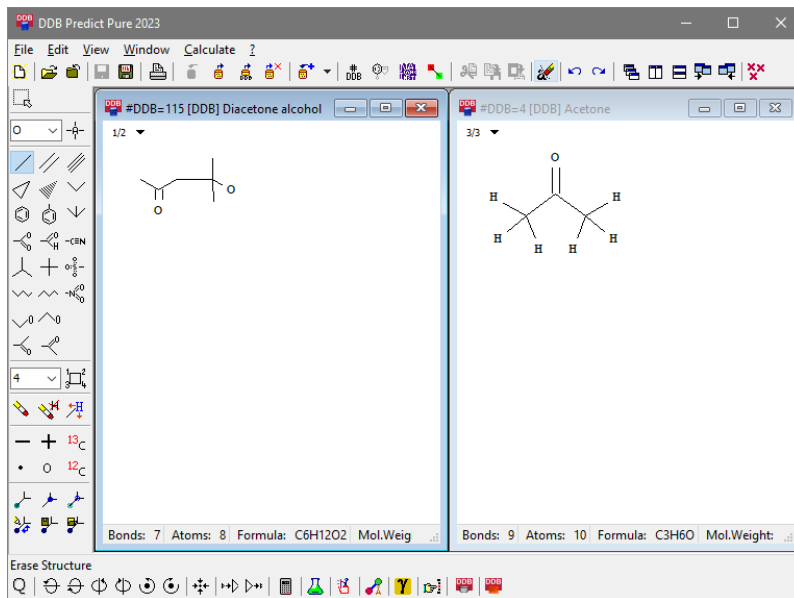 DDB Predict Pure 2023
File Edit View Window Calculate ?
#DDB=115 [DDB] Diacetone alcohol
1/2
O
O
Bonds: 7 Atoms: 8 Formula: C6H12O2 Mol.Weig
#DDB=4 [DDB] Acetone
3/3
O
H
H
H
H
H
H
Bonds: 9 Atoms: 10 Formula: C3H6O Mol.Weight:
O
4
13C
12C
Erase Structure